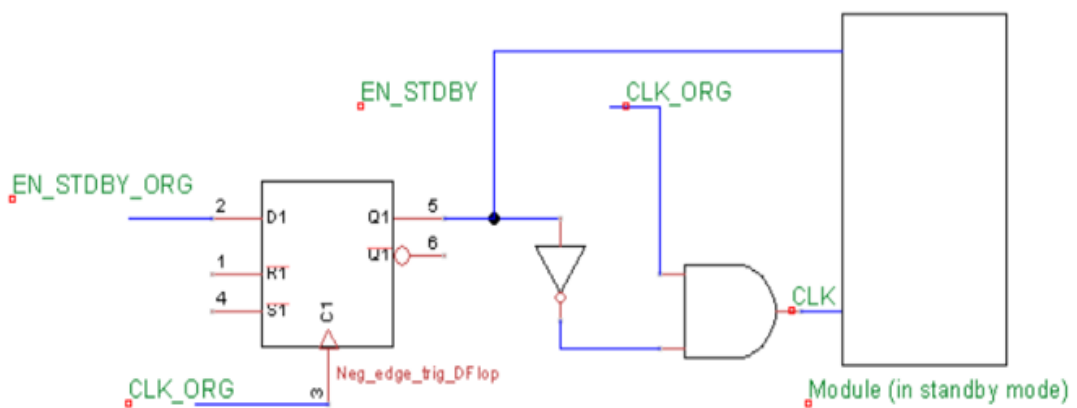 EN_STDBY
CLK_ORG
EN_STDBY_ORG
2
D1
Q1
5
1
R1
Q1
6
4
S1
C1
3
CLK
Neg_edge_trig_DFlop
CLK_ORG
Module (in standby mode)